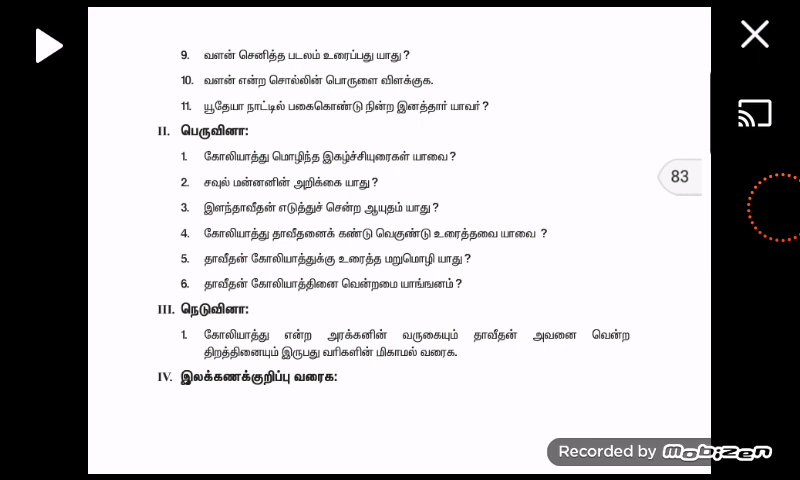 9. வளன் செனித்த படலம் உரைப்பது யாது?
10. வளன் என்ற சொல்லின் பொருளை விளக்குக.
11. யூதேயா நாட்டில் பகைகொண்டு நின்ற இனத்தார் யாவர்?
II. பெருவினா:
1. கோலியாத்து மொழிந்த இகழ்ச்சியுரைகள் யாவை?
2. சவுல் மன்னனின் அறிக்கை யாது?
3. இளந்தாவீதன் எடுத்துச் சென்ற ஆயுதம் யாது?
83
4. கோலியாத்து தாவீதனைக் கண்டு வெகுண்டு உரைத்தவை யாவை ?
5. தாவீதன் கோலியாத்துக்கு உரைத்த மறுமொழி யாது?
6. தாவீதன் கோலியாத்தினை வென்றமை யாங்ஙனம்?
III. நெடுவினா:
1. கோலியாத்து என்ற அரக்கனின் வருகையும் தாவீதன் அவனை வென்ற
திறத்தினையும் இருபது வரிகளின் மிகாமல் வரைக.
IV. இலக்கணக்குறிப்பு வரைக:
Recorded by mobizen